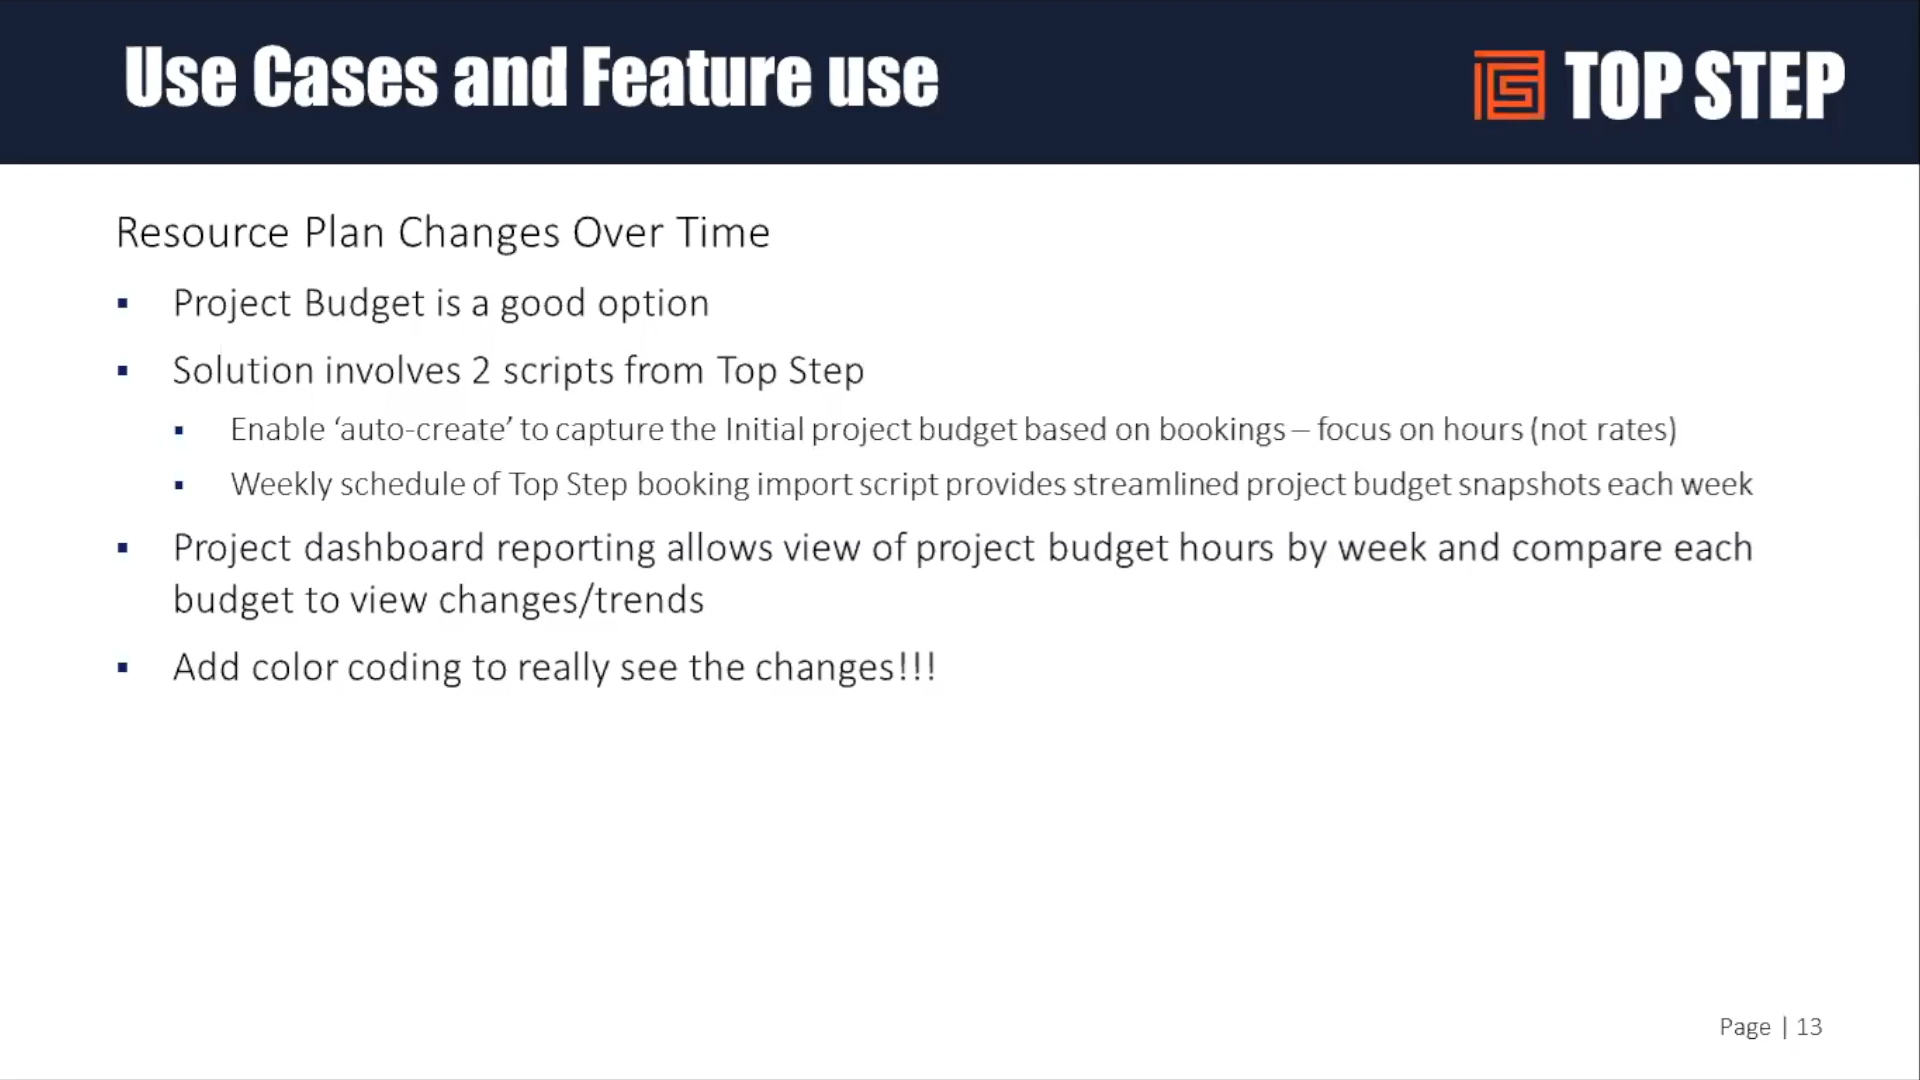 Use Cases and Feature use
TOP STEP
Resource Plan Changes Over Time
▪ Project Budget is a good option
▪ Solution involves 2 scripts from Top Step
▪ Enable ‘auto-create’ to capture the Initial project budget based on bookings – focus on hours (not rates)
▪ Weekly schedule of Top Step booking import script provides streamlined project budget snapshots each week
▪ Project dashboard reporting allows view of project budget hours by week and compare each
budget to view changes/trends
▪ Add color coding to really see the changes!!!
Page | 13